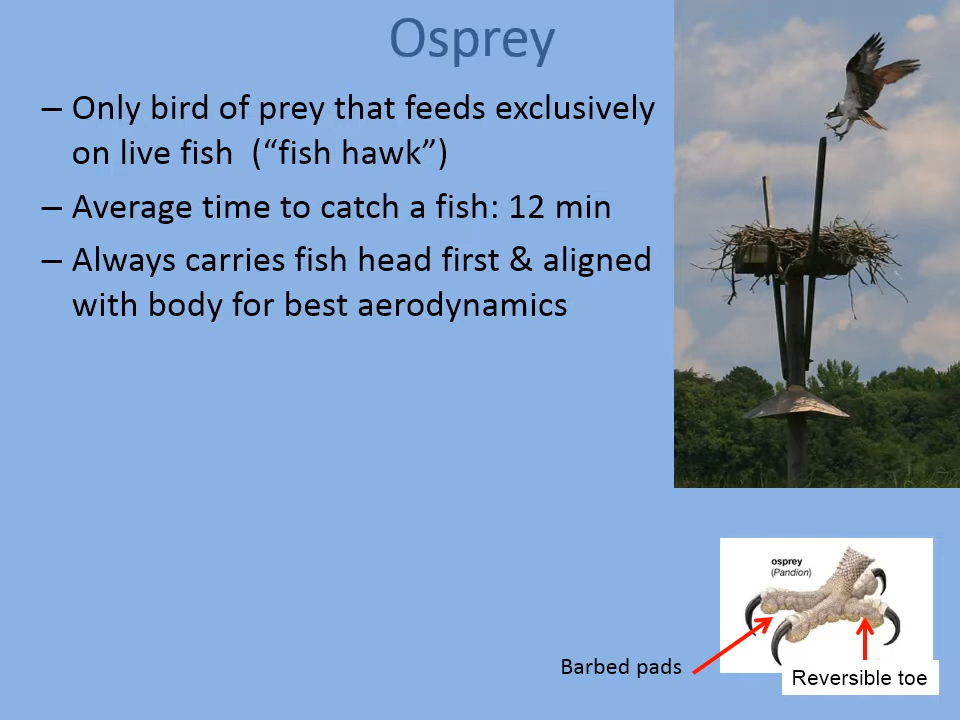 Osprey
– Only bird of prey that feeds exclusively
on live fish  (“fish hawk”)
– Average time to catch a fish: 12 min
– Always carries fish head first & aligned
with body for best aerodynamics
osprey
(Pandion)
Barbed pads
Reversible toe